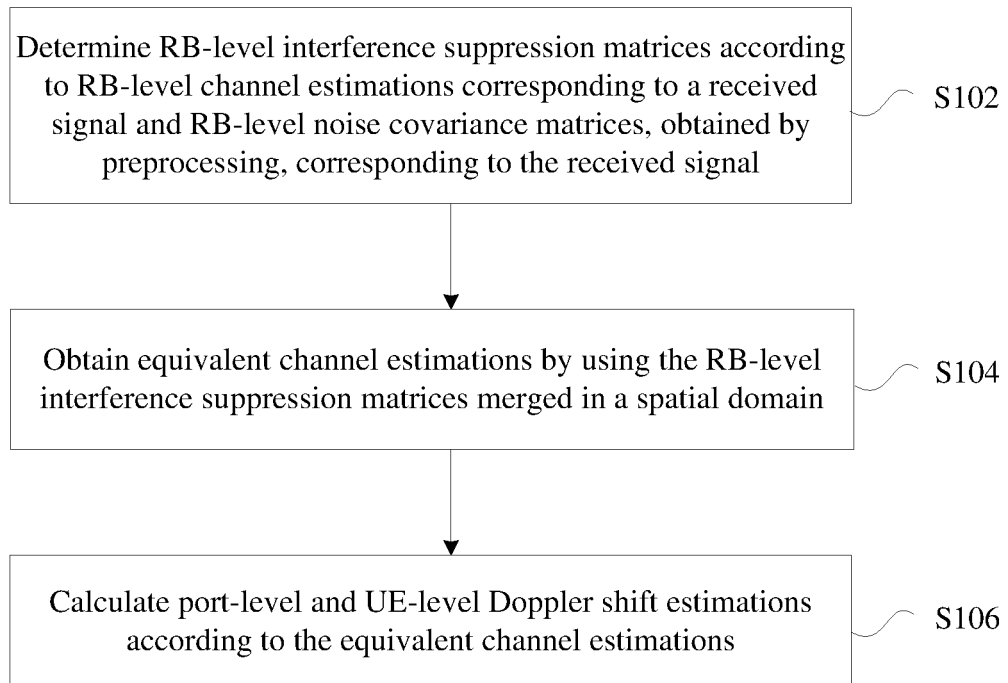 Determine RB-level interference suppression matrices according
to RB-level channel estimations corresponding to a received
signal and RB-level noise covariance matrices, obtained by
preprocessing, corresponding to the received signal
S102
Obtain equivalent channel estimations by using the RB-level
interference suppression matrices merged in a spatial domain
S104
Calculate port-level and UE-level Doppler shift estimations
according to the equivalent channel estimations
S106